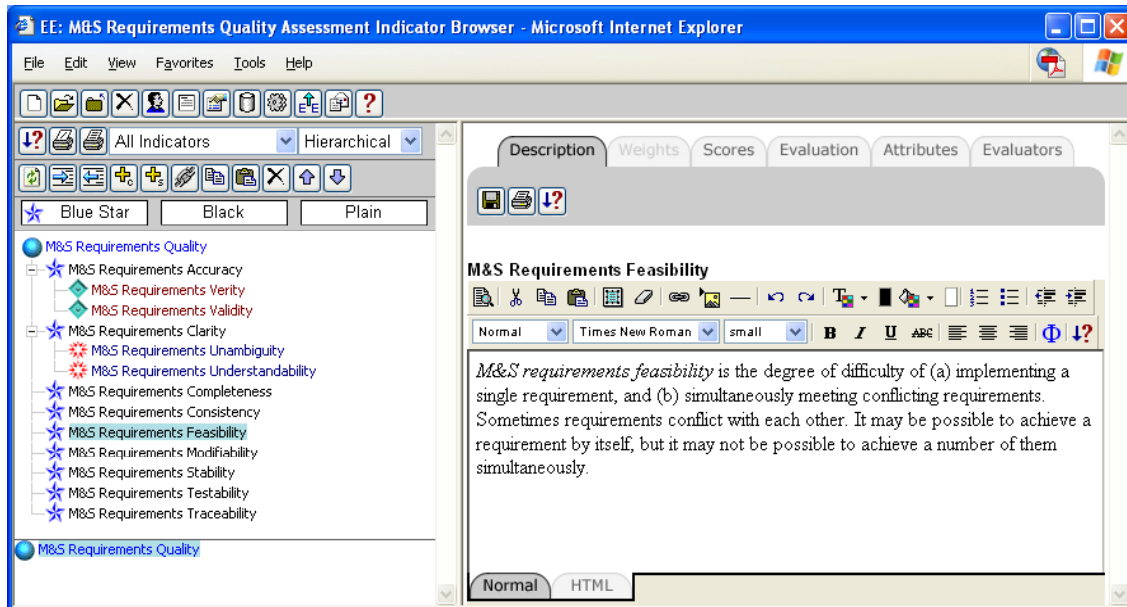 EE: M&S Requirements Quality Assessment Indicator Browser - Microsoft Internet Explorer
File Edit View Favorites Tools Help
All Indicators Hierarchical
Blue Star Black Plain
M&S Requirements Quality
M&S Requirements Accuracy
M&S Requirements Verity
M&S Requirements Validity
M&S Requirements Clarity
M&S Requirements Unambiguity
M&S Requirements Understandability
M&S Requirements Completeness
M&S Requirements Consistency
M&S Requirements Feasibility
M&S Requirements Modifiability
M&S Requirements Stability
M&S Requirements Testability
M&S Requirements Traceability
M&S Requirements Quality
Description Weights Scores Evaluation Attributes Evaluators
M&S Requirements Feasibility
Normal Times New Roman small B I U ABC
M&S requirements feasibility is the degree of difficulty of (a) implementing a
single requirement, and (b) simultaneously meeting conflicting requirements.
Sometimes requirements conflict with each other. It may be possible to achieve a
requirement by itself, but it may not be possible to achieve a number of them
simultaneously.
Normal HTML